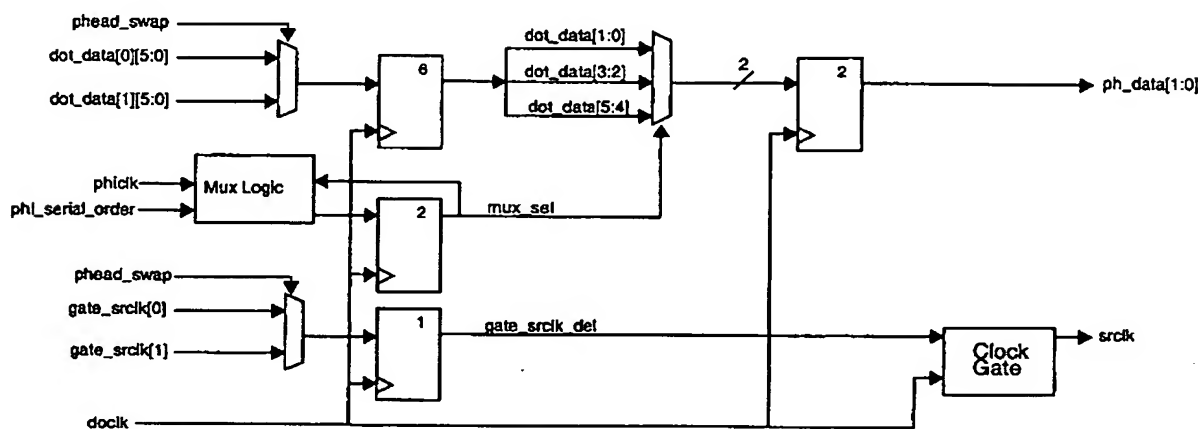 phead_swap
dot_data[0][5:0]
dot_data[1][5:0]
6
dot_data[1:0]
dot_data[3:2]
dot_data[5:4]
2
2
ph_data[1:0]
phiclk
phi_serial_order
Mux Logic
2
mux_sel
phead_swap
gate_srclk[0]
gate_srclk[1]
1
gate_srclk_del
Clock
Gate
srclk
doclk